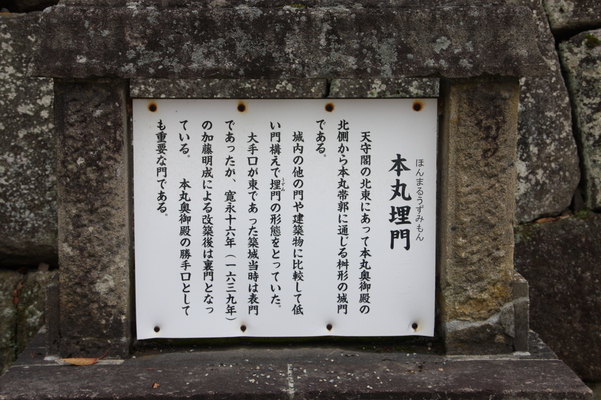 本丸埋門
ほんまるうずみもん
天守閣の北東にあって本丸奥御殿の
北側から本丸帯郭に通じる枡形の城門
である。
城内の他の門や建築物に比較して低
い門構えで埋門の形態をとっていた。
うずみ
大手口が東であった築城当時は表門
であったか、寛永十六年(一六三九年)
の加藤明成による改築後は裏門となっ
ている。 本丸奥御殿の勝手口として
も重要な門である。